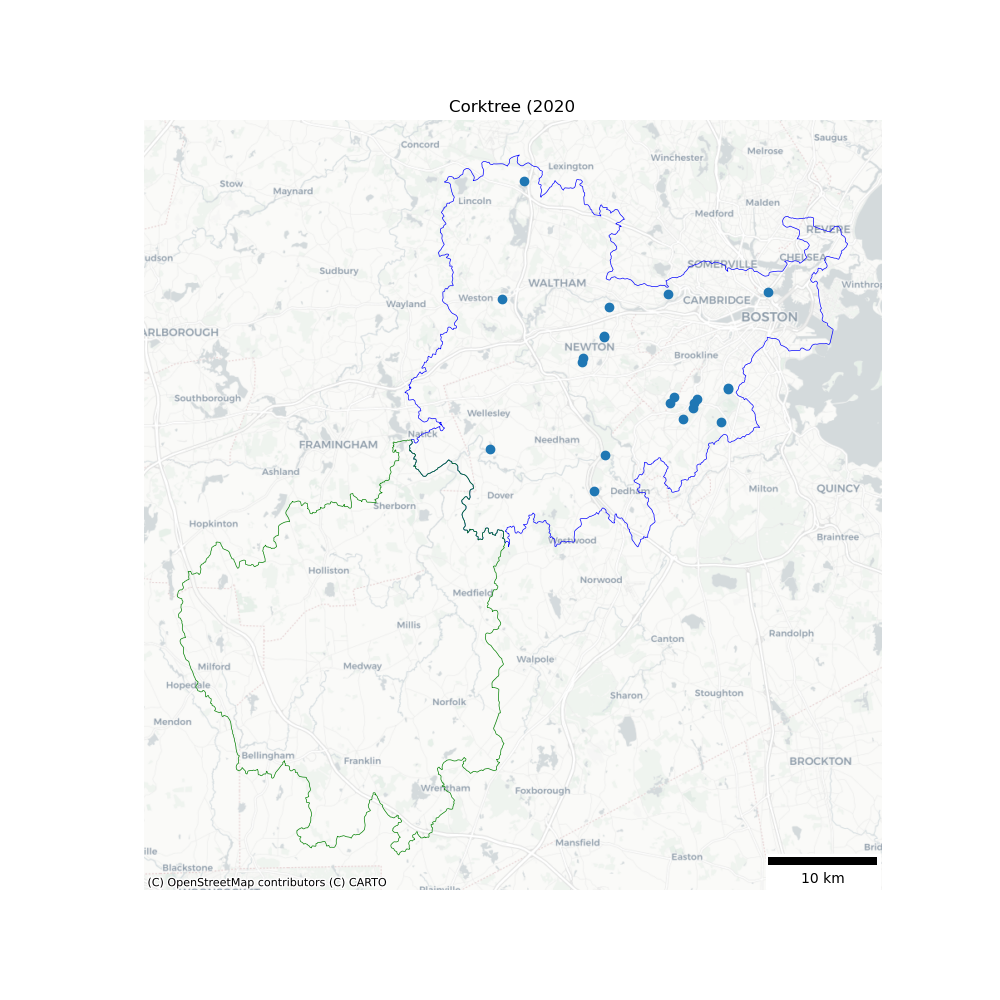 Corktree (2020
Saugus
Concord
Melrose
Winchester
Lexington
Stow
Maynard
Lincoln
Malden
Medford
REVERE
udson
CHELSEA
SOMERVILLE
Sudbury
WALTHAM
Winthrop
Weston
CAMBRIDGE
Wayland
BOSTON
ARLBOROUGH
NEWTON
Brookline
Southborough
Wellesley
Natick
Needham
FRAMINGHAM
Ashland
Milton
QUINCY
Dedham
Dover
Sherborn
Hopkinton
Braintree
Westwood
Holliston
Norwood
Medfield
Millis
Randolph
Canton
Walpole
Milford
Medway
Hopedale
Sharon
Stoughton
Norfolk
Mendon
Bellingham
Franklin
BROCKTON
Wrentham
Foxborough
Mansfield
ille
Brid
Easton
Blackstone
10 km
(C) OpenStreetMap contributors (C) CARTO
Plainville